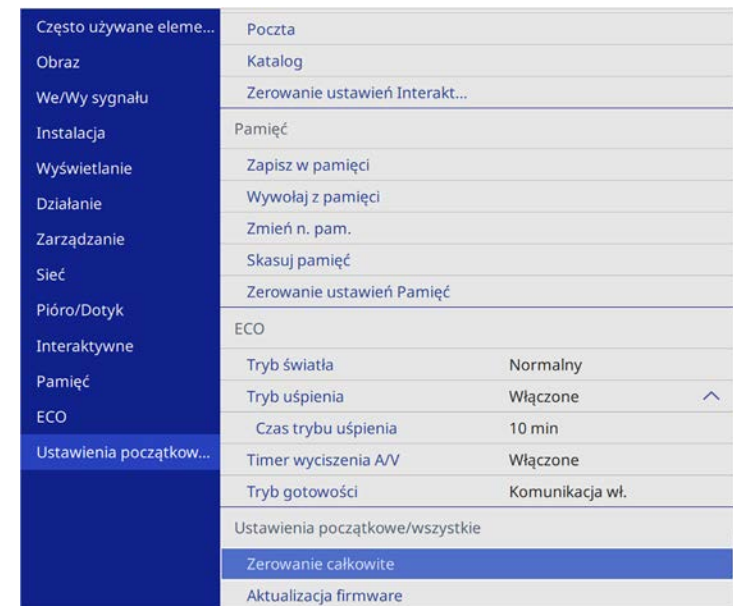 Często używane eleme...
Obraz
We/Wy sygnału
Instalacja
Wyświetlanie
Działanie
Zarządzanie
Sieć
Pióro/Dotyk
Interaktywne
Pamięć
ECO
Ustawienia początkow...
Poczta
Katalog
Zerowanie ustawień Interakt...
Pamięć
Zapisz w pamięci
Wywołaj z pamięci
Zmień n. pam.
Skasuj pamięć
Zerowanie ustawień Pamięć
ECO
Tryb światła Normalny
Tryb uśpienia Włączone
Czas trybu uśpienia 10 min
Timer wyciszenia A/V Włączone
Tryb gotowości Komunikacja wł.
Ustawienia początkowe/wszystkie
Zerowanie całkowite
Aktualizacja firmware